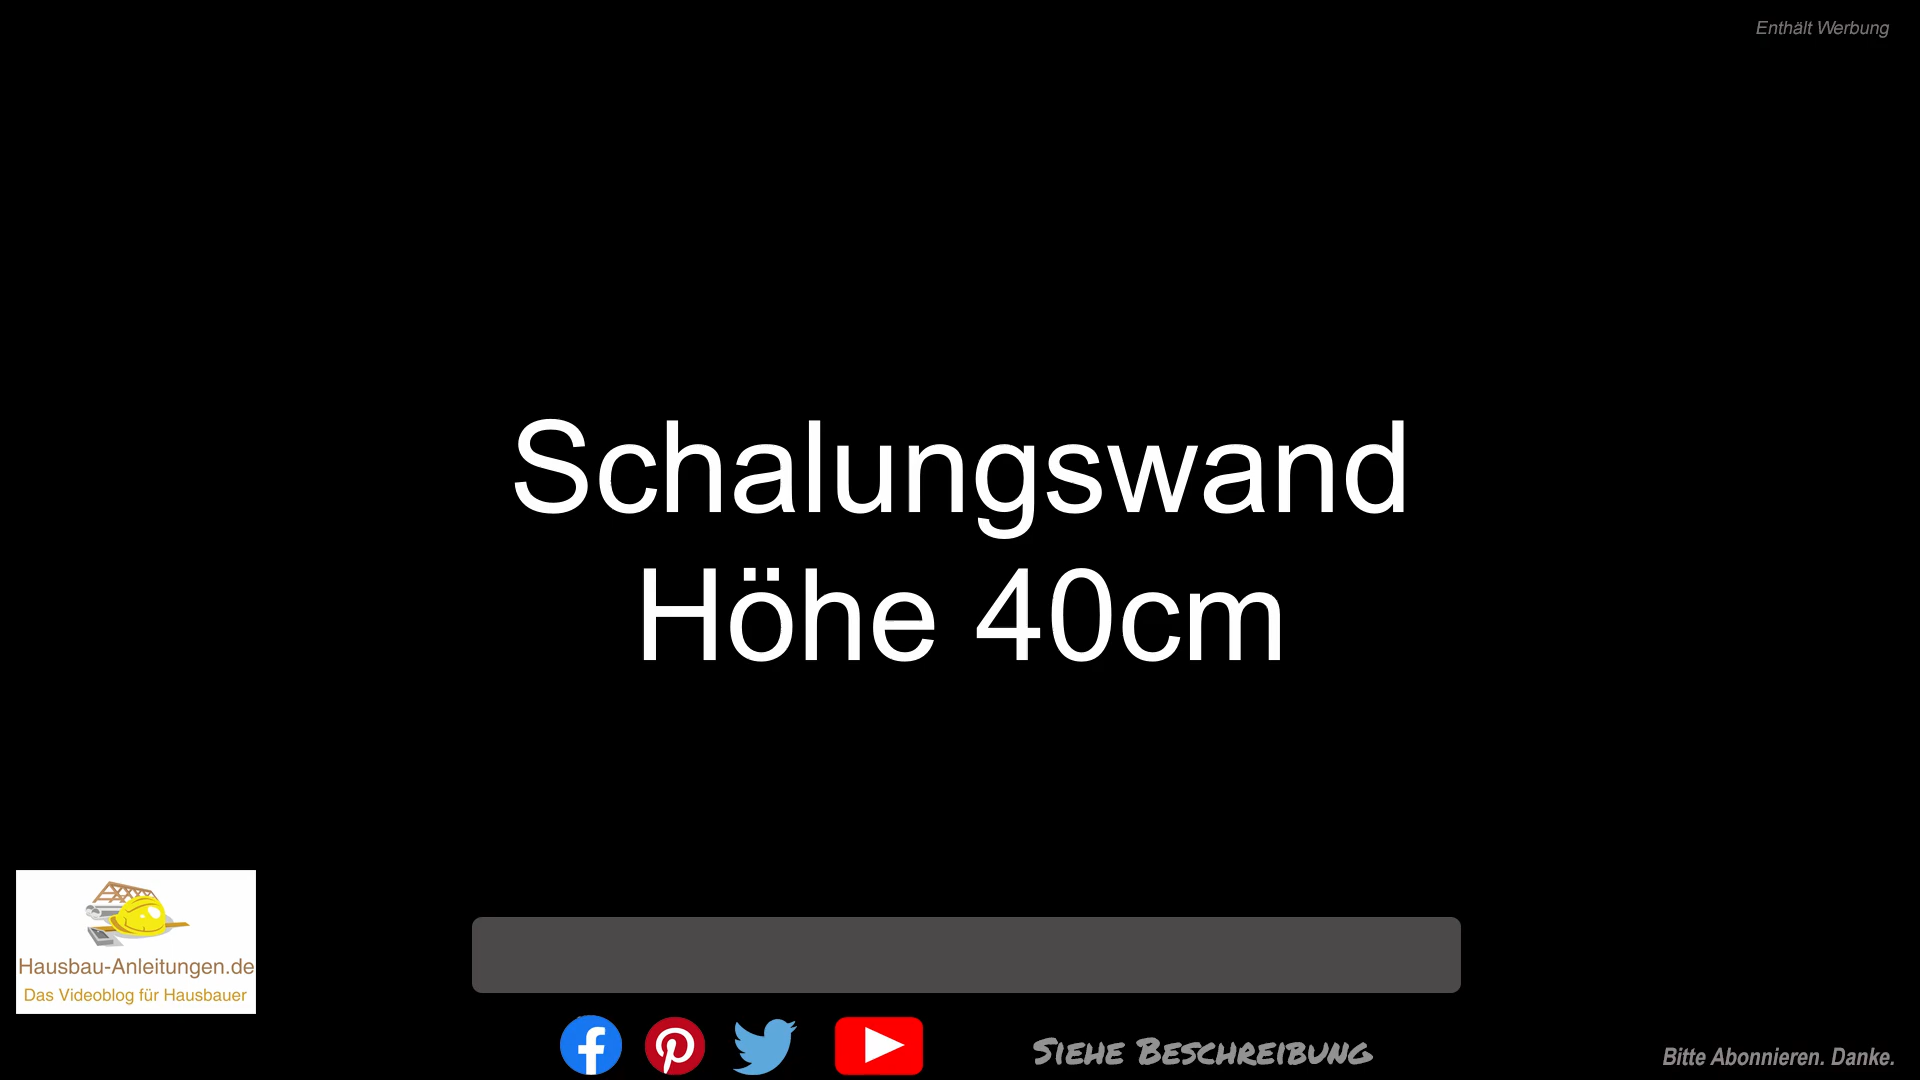 Enthält Werbung
Schalungswand
Höhe 40cm
Hausbau-Anleitungen.de
Das Videoblog für Hausbauer
Siehe Beschreibung
Bitte Abonnieren. Danke.